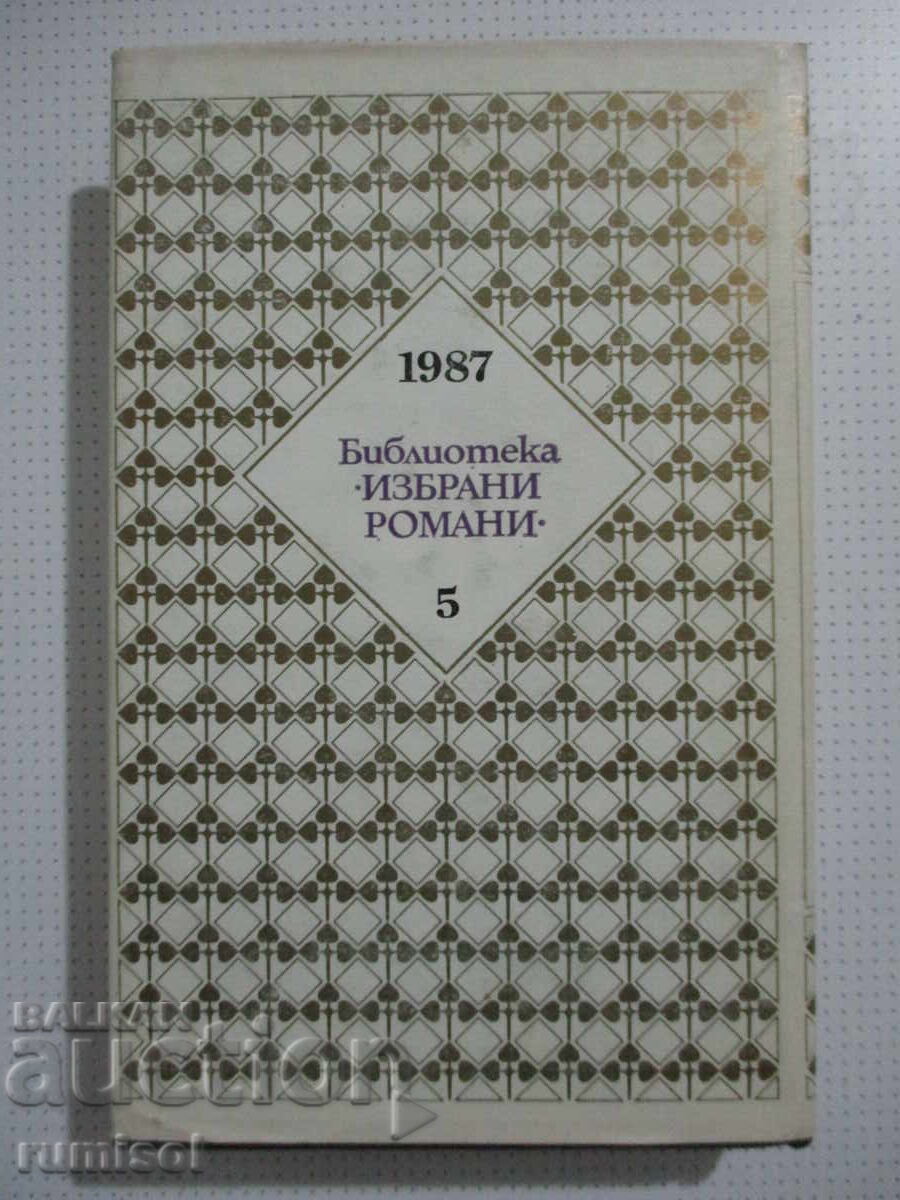 1987
Библиотека
·ИЗБРАНИ
РОМАНИ·
5
BALKAN
auction
rumisol